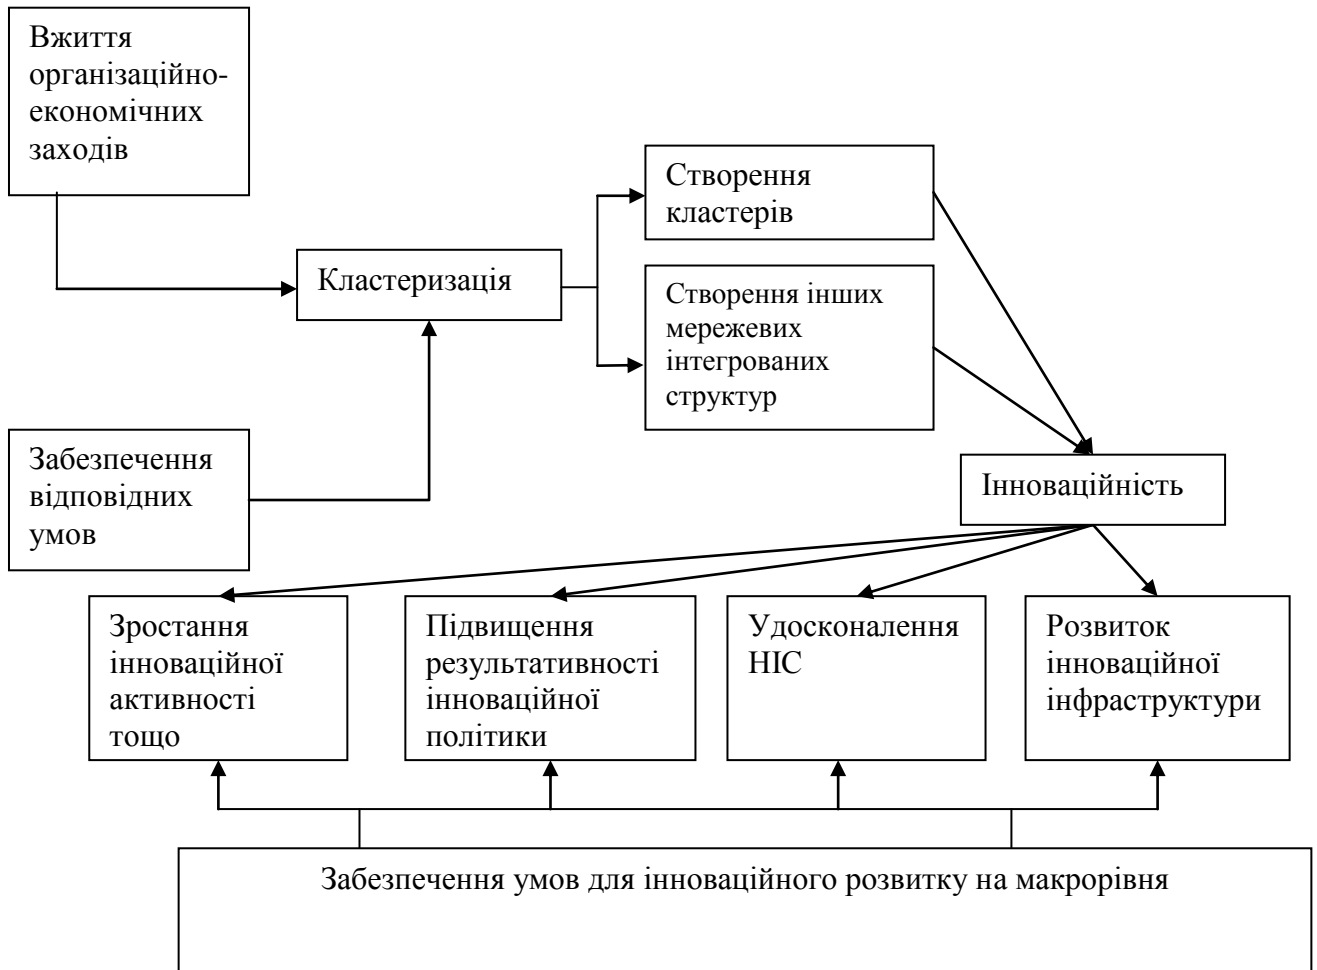 Вжиття
організаційно-
економічних
заходів
Створення
кластерів
Кластеризація
Створення інших
мережевих
інтегрованих
структур
Забезпечення
відповідних
умов
Інноваційність
Зростання
інноваційної
активності
тощо
Підвищення
результативності
інноваційної
політики
Удосконалення
НІС
Розвиток
інноваційної
інфраструктури
Забезпечення умов для інноваційного розвитку на макрорівня